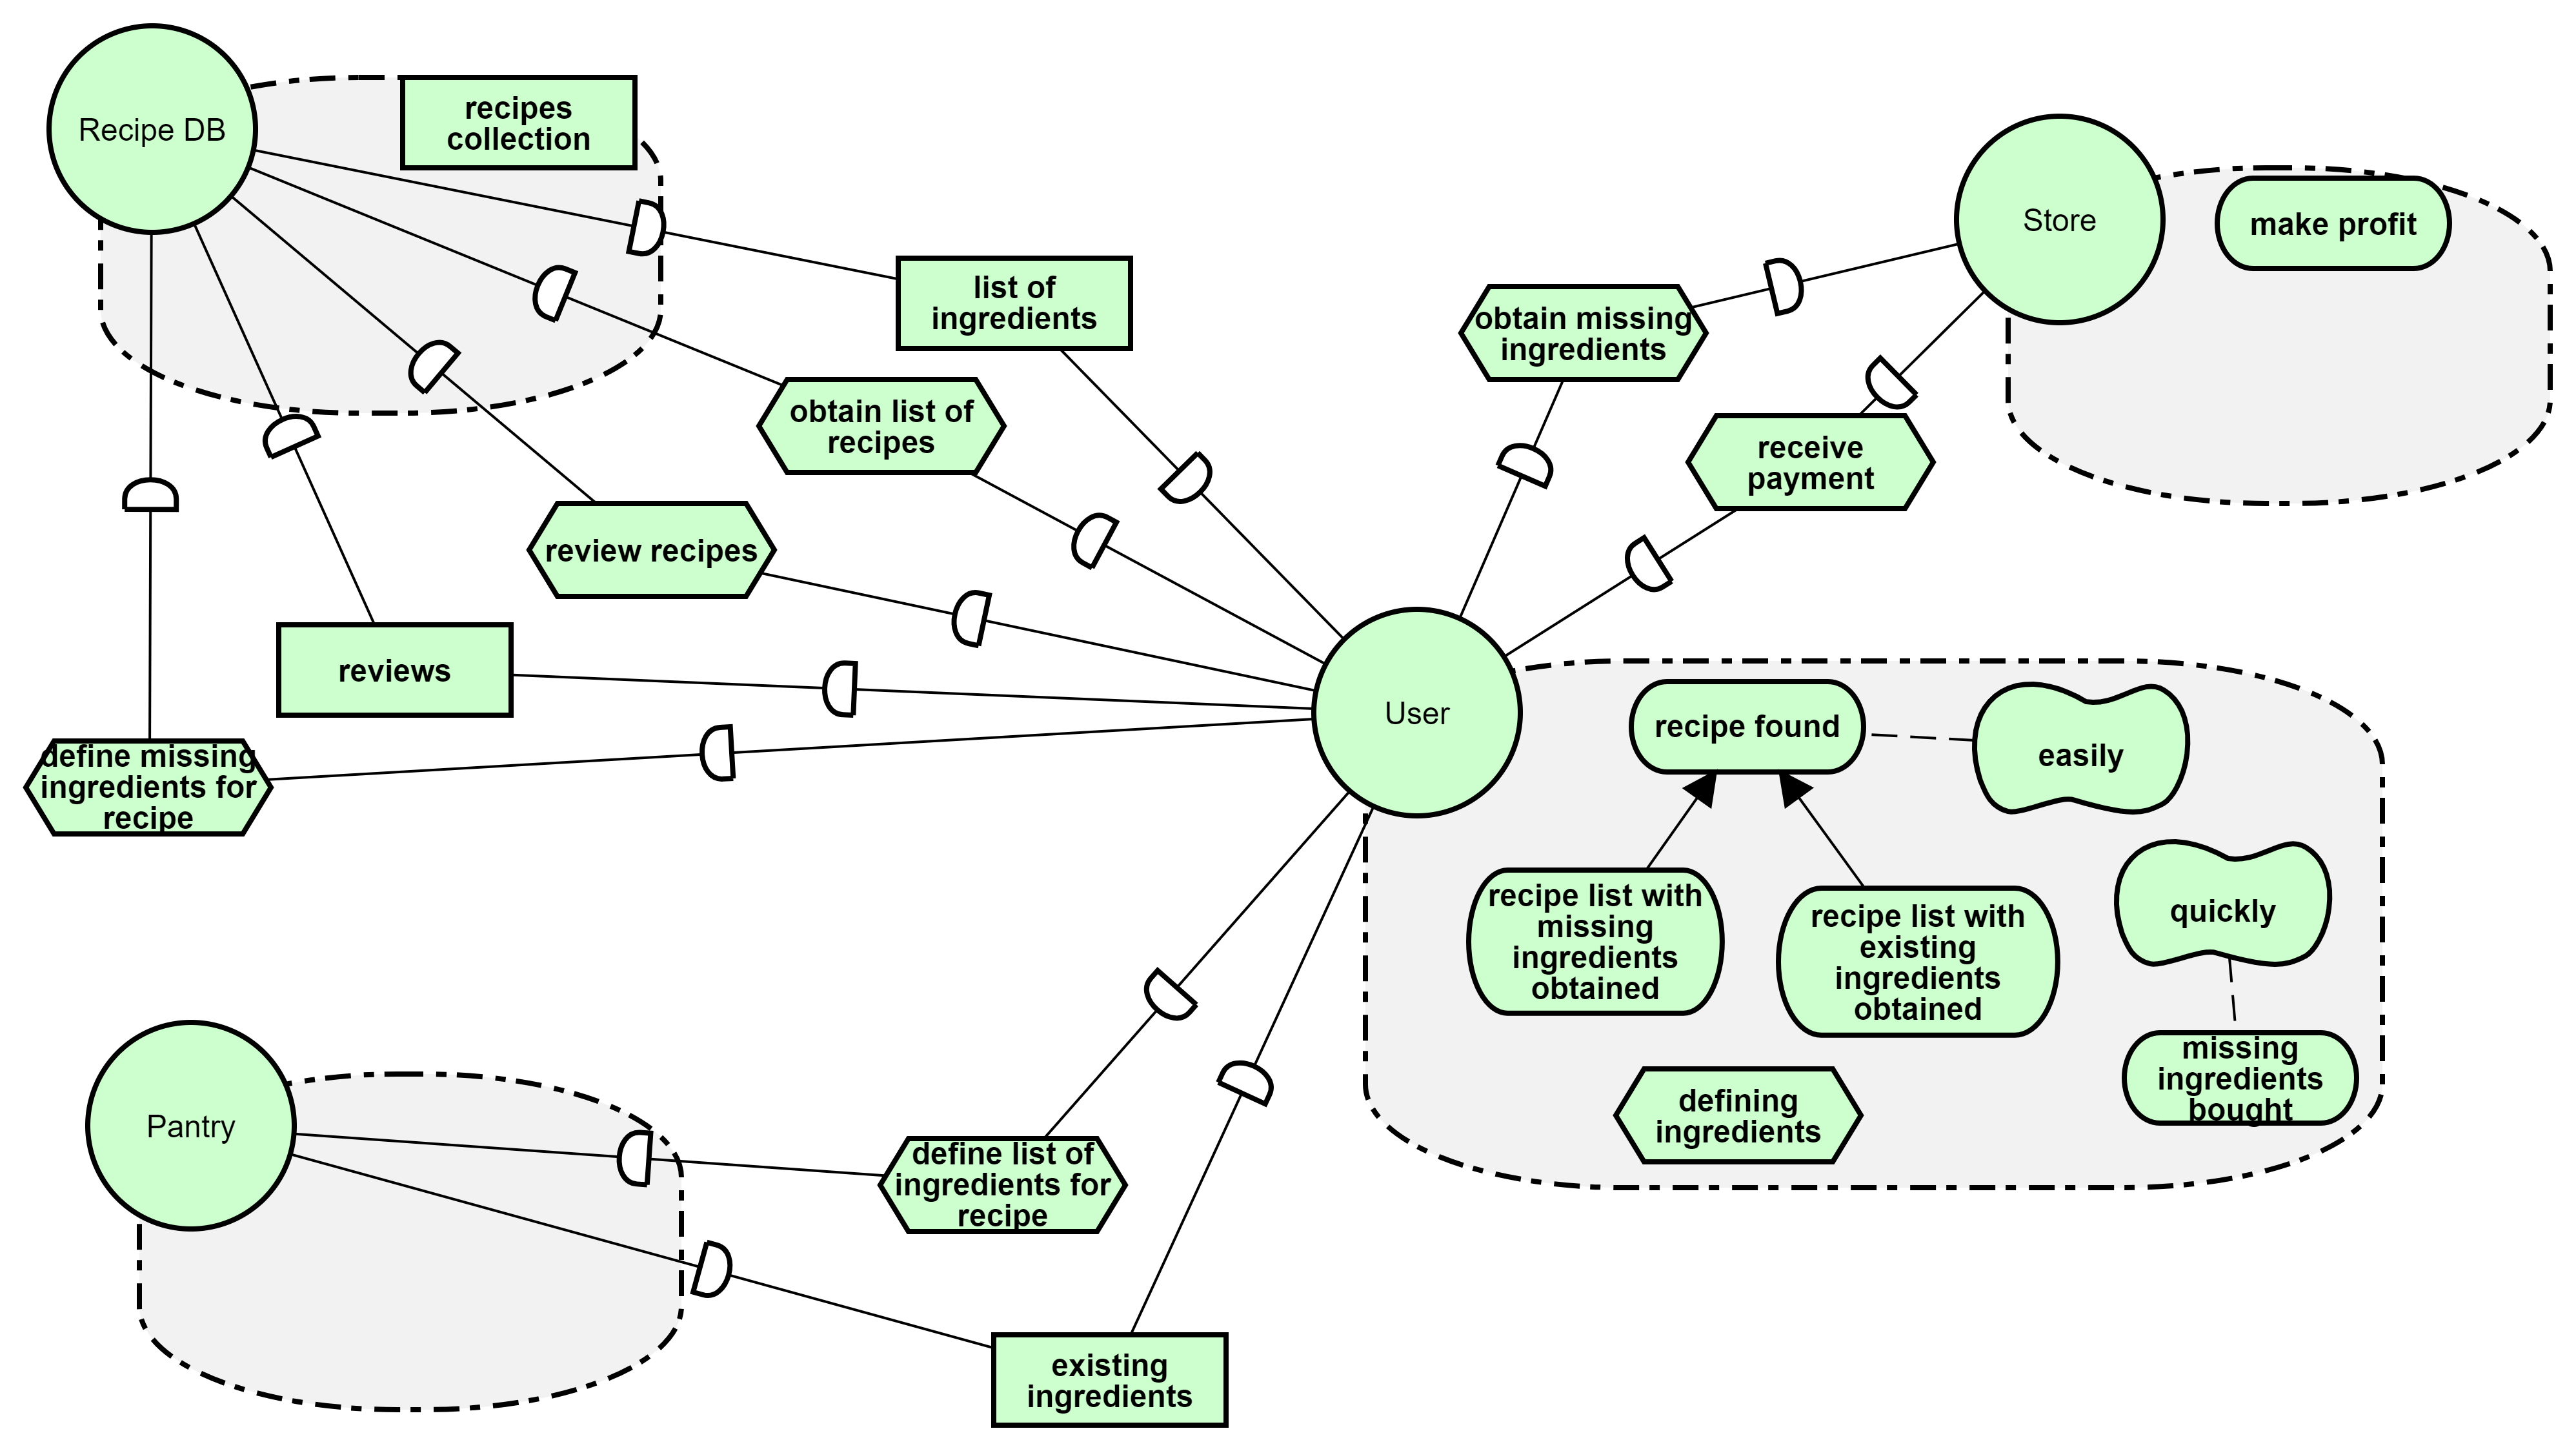 Recipe DB
recipes
collection
Store
make profit
list of
ingredients
obtain missing
ingredients
obtain list of
recipes
receive
payment
review recipes
reviews
define missing
ingredients for
recipe
User
recipe found
easily
recipe list with
missing
ingredients
obtained
recipe list with
existing
ingredients
obtained
quickly
missing
ingredients
bought
defining
ingredients
Pantry
define list of
ingredients for
recipe
existing
ingredients